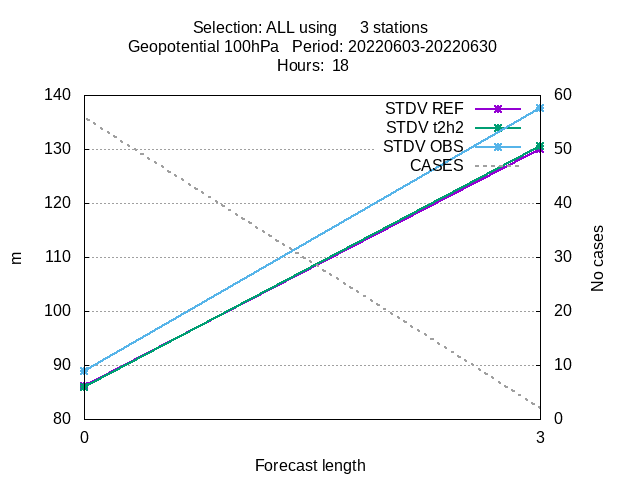 Selection: ALL using      3 stations
Geopotential 100hPa   Period: 20220603-20220630
Hours:  18
140
60
STDV REF
STDV t2h2
STDV OBS
CASES
130
50
120
40
110
30
100
20
90
10
80
0
m
No cases
0
3
Forecast length